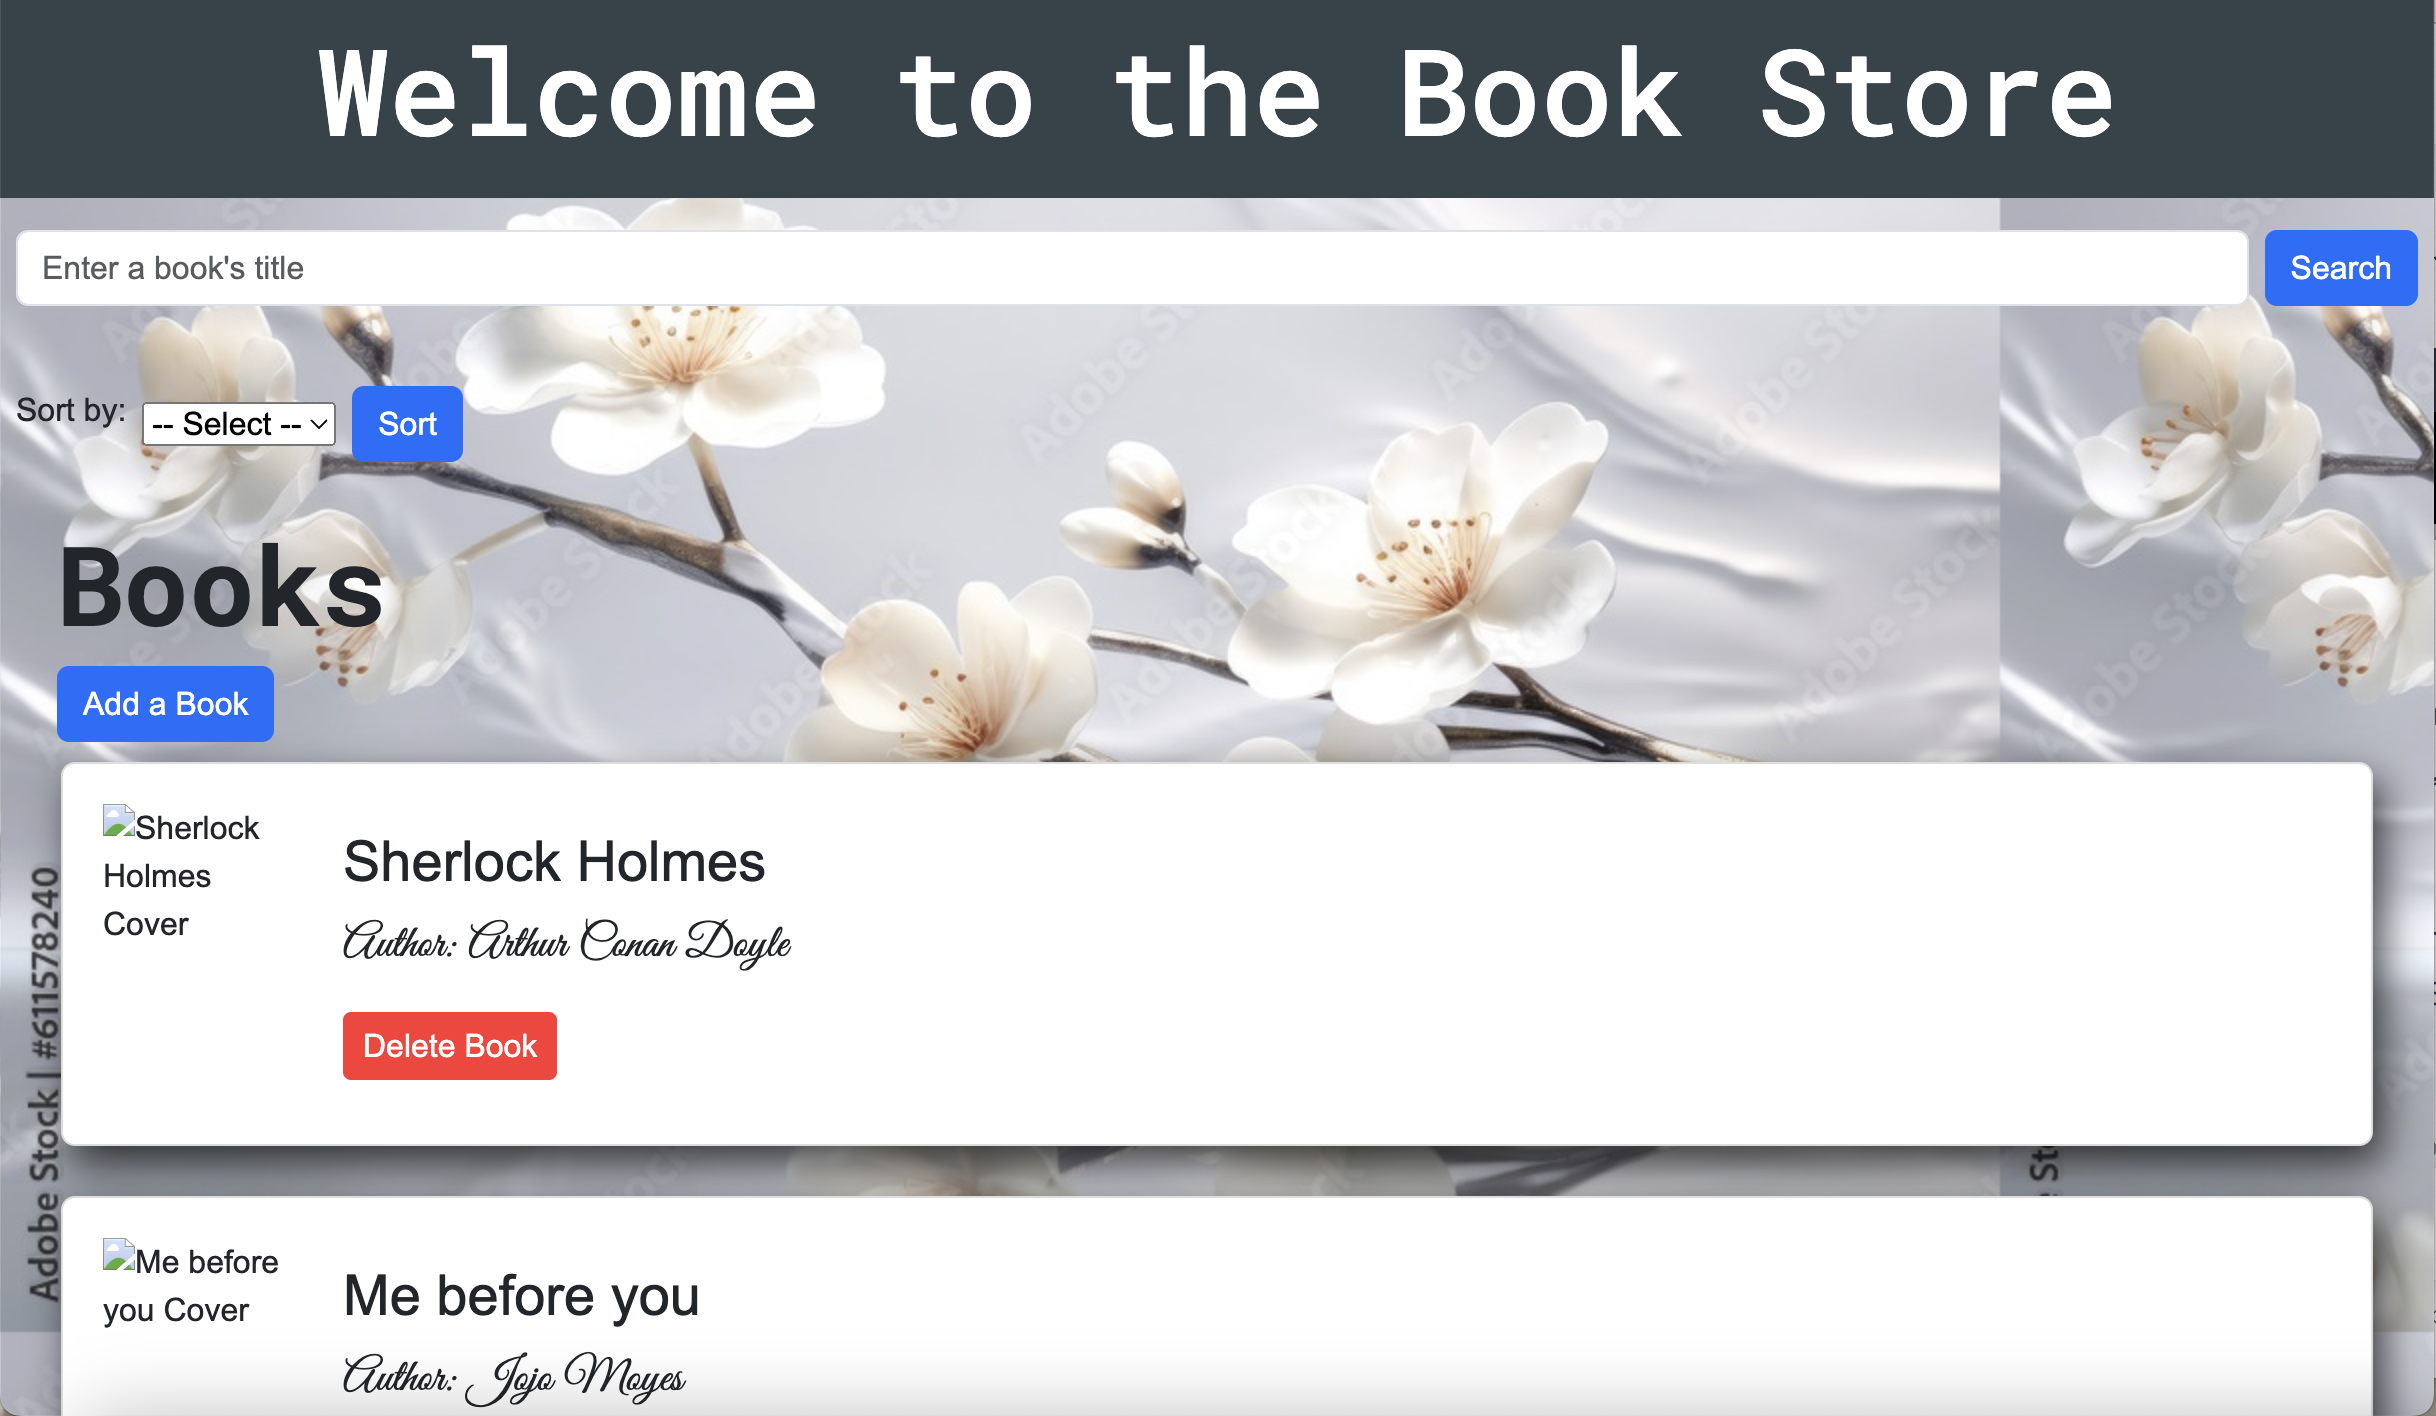 Welcome to the Book Store
Enter a book's title
Search
Sort by:
-- Select --
Sort
Books
Add a Book
Sherlock
Holmes
Cover
Sherlock Holmes
Author: Arthur Conan Doyle
Delete Book
Adobe Stock | #611578240
Me before
you Cover
Me before you
Author: Jojo Moyes